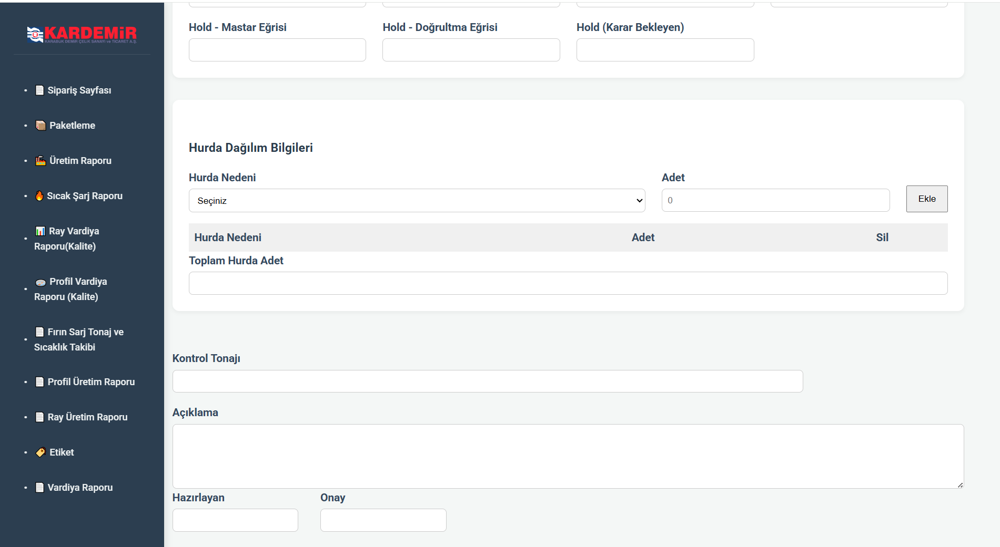 KARDEMİR
KARABÜK DEMİR ÇELİK SANAYİ ve TİCARET A.Ş.
Sipariş Sayfası
Paketleme
Üretim Raporu
Sıcak Şarj Raporu
Ray Vardiya
Raporu(Kalite)
Profil Vardiya
Raporu (Kalite)
Fırın Sarj Tonaj ve
Sıcaklık Takibi
Profil Üretim Raporu
Ray Üretim Raporu
Etiket
Vardiya Raporu
Hold - Mastar Eğrisi
Hold - Doğrultma Eğrisi
Hold (Karar Bekleyen)
Hurda Dağılım Bilgileri
Hurda Nedeni
Adet
Seçiniz
0
Ekle
Hurda Nedeni
Adet
Sil
Toplam Hurda Adet
Kontrol Tonajı
Açıklama
Hazırlayan
Onay